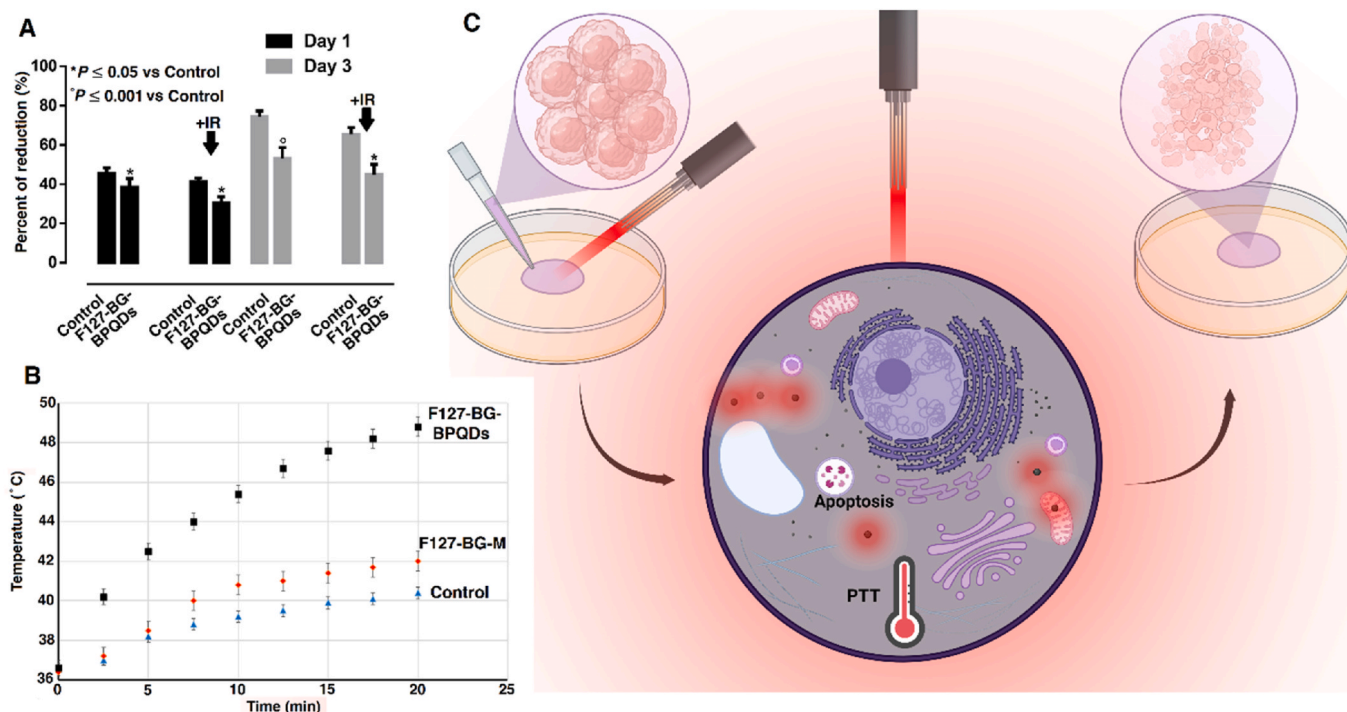 A
Day 1
Day 3
*P ≤ 0.05 vs Control
°P ≤ 0.001 vs Control
Percent of reduction (%)
100
80
60
40
20
0
+IR
+IR
*
*
°
*
Control
F127-BG-
BPQDs
Control
F127-BG-
BPQDs
Control
F127-BG-
BPQDs
Control
F127-BG-
BPQDs
B
Temperature (°C)
50
48
46
44
42
40
38
36
F127-BG-
BPQDs
F127-BG-M
Control
0
5
10
15
20
25
Time (min)
C
Apoptosis
PTT